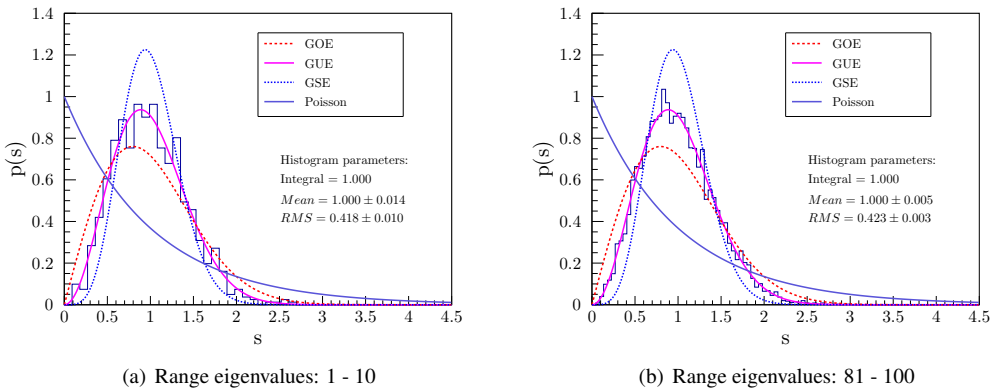 1.4
1.2
1
0.8
0.6
0.4
0.2
0
p(s)
0 0.5 1 1.5 2 2.5 3 3.5 4 4.5
s
GOE
GUE
GSE
Poisson
Histogram parameters:
Integral = 1.000
Mean = 1.000 ± 0.014
RMS = 0.418 ± 0.010
(a) Range eigenvalues: 1 - 10
1.4
1.2
1
0.8
0.6
0.4
0.2
0
p(s)
0 0.5 1 1.5 2 2.5 3 3.5 4 4.5
s
GOE
GUE
GSE
Poisson
Histogram parameters:
Integral = 1.000
Mean = 1.000 ± 0.005
RMS = 0.423 ± 0.003
(b) Range eigenvalues: 81 - 100